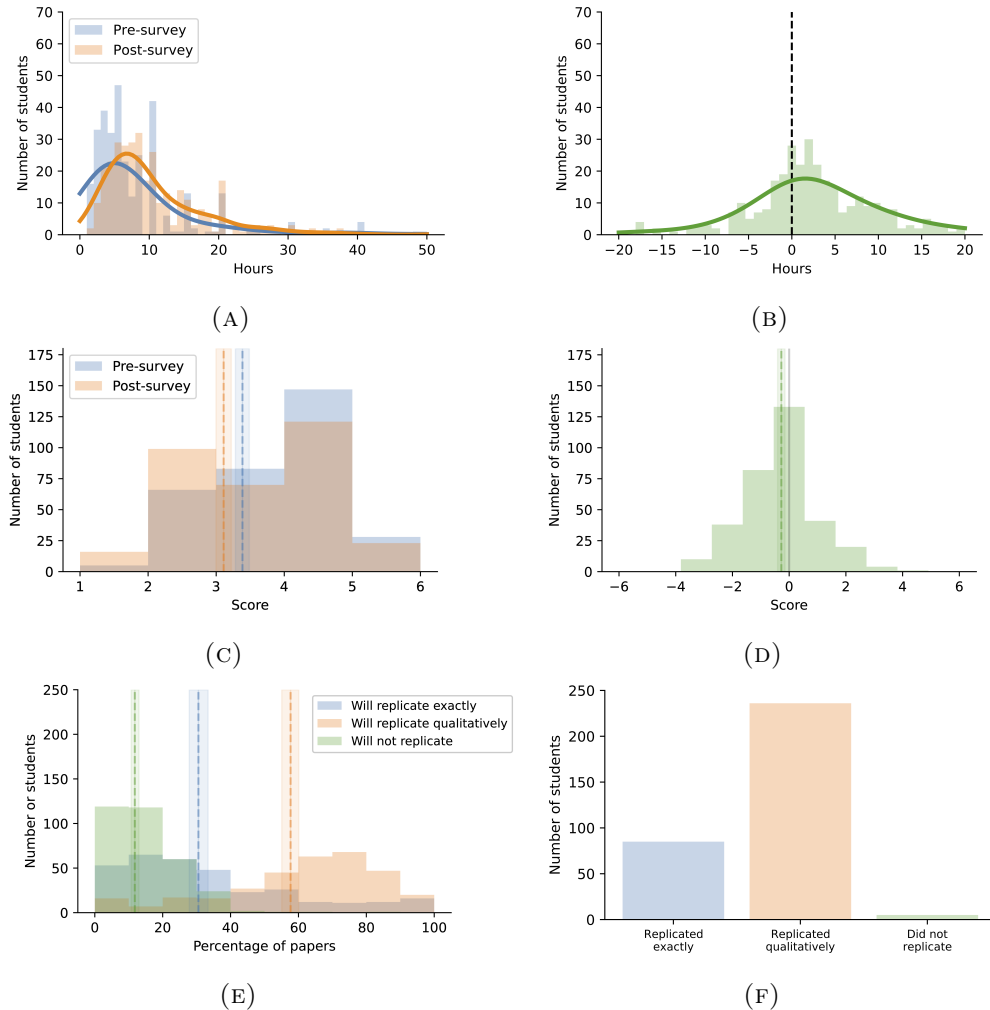 70
60
50
40
30
20
10
0
Number of students
Pre-survey
Post-survey
0 10 20 30 40 50
Hours
(A)
70
60
50
40
30
20
10
0
Number of students
−20 −15 −10 −5 0 5 10 15 20
Hours
(B)
175
150
125
100
75
50
25
0
Number of students
Pre-survey
Post-survey
1 2 3 4 5 6
Score
(C)
175
150
125
100
75
50
25
0
Number of students
−6 −4 −2 0 2 4 6
Score
(D)
250
200
150
100
50
0
Number or students
Will replicate exactly
Will replicate qualitatively
Will not replicate
0 20 40 60 80 100
Percentage of papers
(E)
250
200
150
100
50
0
Number of students
Replicated
exactly
Replicated
qualitatively
Did not
replicate
(F)